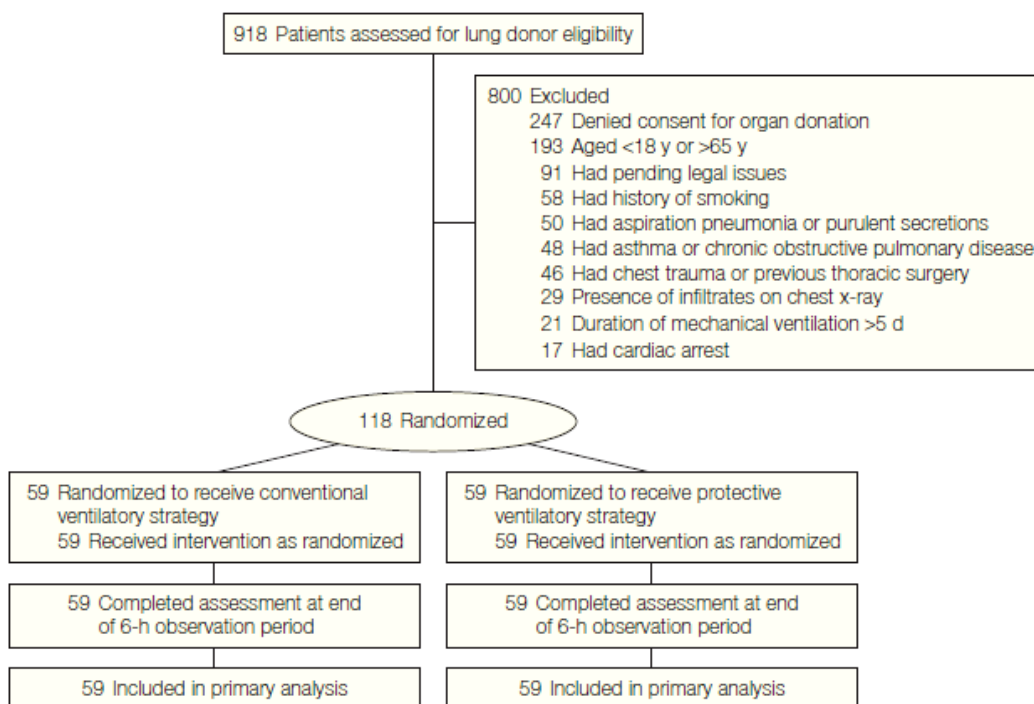 918 Patients assessed for lung donor eligibility
800 Excluded
247 Denied consent for organ donation
193 Aged <18 y or >65 y
91 Had pending legal issues
58 Had history of smoking
50 Had aspiration pneumonia or purulent secretions
48 Had asthma or chronic obstructive pulmonary disease
46 Had chest trauma or previous thoracic surgery
29 Presence of infiltrates on chest x-ray
21 Duration of mechanical ventilation >5 d
17 Had cardiac arrest
118 Randomized
59 Randomized to receive conventional
ventilatory strategy
59 Received intervention as randomized
59 Randomized to receive protective
ventilatory strategy
59 Received intervention as randomized
59 Completed assessment at end
of 6-h observation period
59 Completed assessment at end
of 6-h observation period
59 Included in primary analysis
59 Included in primary analysis